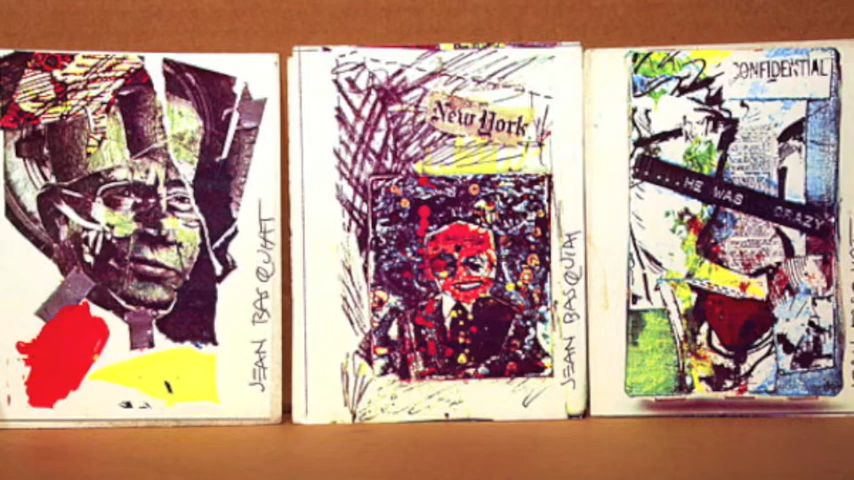 JEAN BASQUIAT
New York
JEAN BASQUIAT
CONFIDENTIAL
.....HE WAS CRAZY